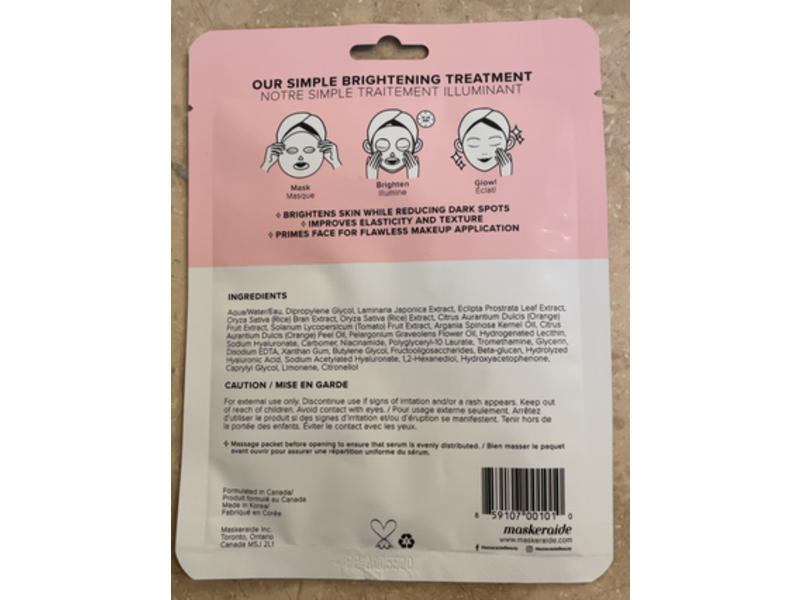 OUR SIMPLE BRIGHTENING TREATMENT
NOTRE SIMPLE TRAITEMENT ILLUMINANT
Mask
Masque
Brighten
Illumine
Glow!
Éclat!
BRIGHTENS SKIN WHILE REDUCING DARK SPOTS
IMPROVES ELASTICITY AND TEXTURE
PRIMES FACE FOR FLAWLESS MAKEUP APPLICATION
INGREDIENTS
Aqua/Water/Eau, Dipropylene Glycol, Laminaria Japonica Extract, Eclipta Prostrata Leaf Extract,
Oryza Sativa (Rice) Bran Extract, Oryza Sativa (Rice) Extract, Citrus Aurantium Dulcis (Orange)
Fruit Extract, Solanum Lycopersicum (Tomato) Fruit Extract, Argania Spinosa Kernel Oil, Citrus
Aurantium Dulcis (Orange) Peel Oil, Pelargonium Graveolens Flower Oil, Hydrogenated Lecithin,
Sodium Hyaluronate, Carbomer, Niacinamide, Polyglyceryl-10 Laurate, Tromethamine, Glycerin,
Disodium EDTA, Xanthan Gum, Butylene Glycol, Fructooligosaccharides, Beta-glucan, Hydrolyzed
Hyaluronic Acid, Sodium Acetylated Hyaluronate, 1,2-Hexanediol, Hydroxyacetophenone,
Caprylyl Glycol, Limonene, Citronellol
CAUTION / MISE EN GARDE
For external use only. Discontinue use if signs of irritation and/or a rash appears. Keep out
of reach of children. Avoid contact with eyes. / Pour usage externe seulement. Arrêtez
d'utiliser le produit si des signes d'irritation et/ou d'éruption se manifestent. Tenir hors de
la portée des enfants. Éviter le contact avec les yeux.
Massage packet before opening to ensure that serum is evenly distributed. / Bien masser le paquet
avant ouvrir pour assurer une répartition uniforme du sérum.
Formulated in Canada/
Produit formulé au Canada
Made in Korea/
Fabriqué en Corée
Maskeraide Inc.
Toronto, Ontario
Canada M5J 2L1
8 59107 00101 0
maskeraide
www.maskeraide.com